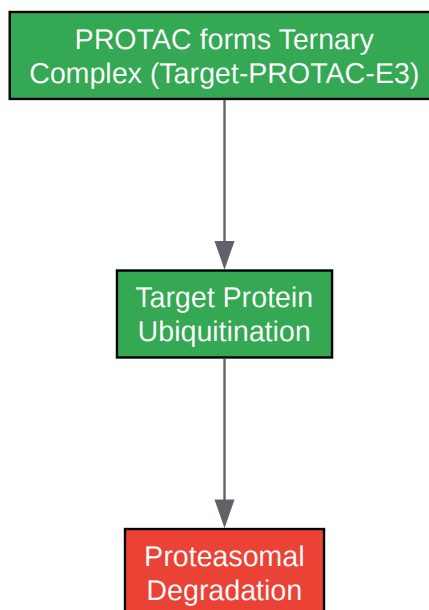 PROTAC forms Ternary
Complex (Target-PROTAC-E3)
Target Protein
Ubiquitination
Proteasomal
Degradation